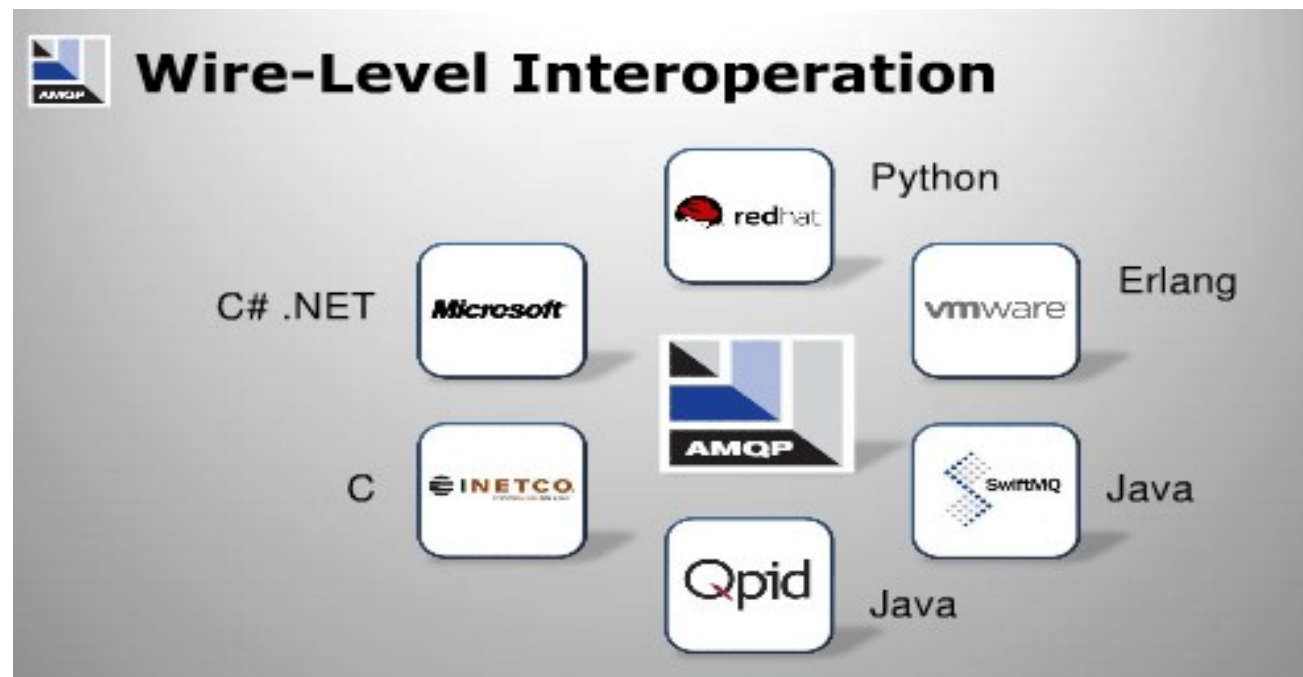 AMQP
Wire-Level Interoperation
redhat
Python
C# .NET
Microsoft
vmware
Erlang
AMQP
C
INETCO
SwiftMQ
Java
Qpid
Java